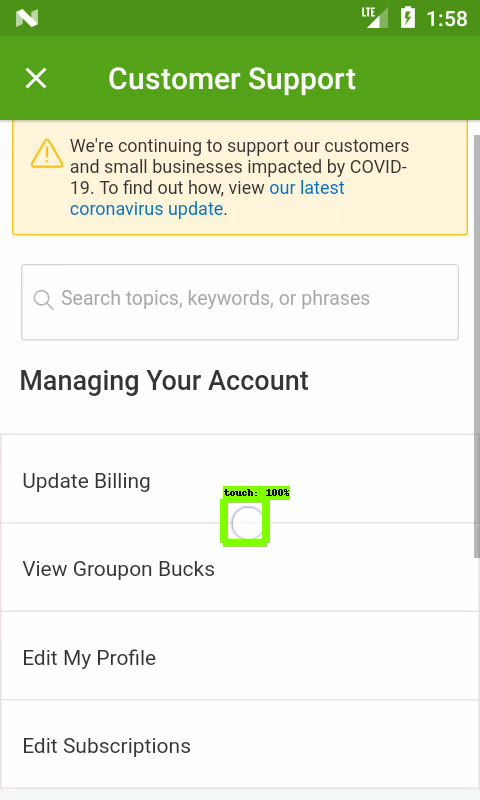 LTE 1:58
Customer Support
We're continuing to support our customers
and small businesses impacted by COVID-
19. To find out how, view our latest
coronavirus update.
Search topics, keywords, or phrases
Managing Your Account
Update Billing
touch: 100%
View Groupon Bucks
Edit My Profile
Edit Subscriptions